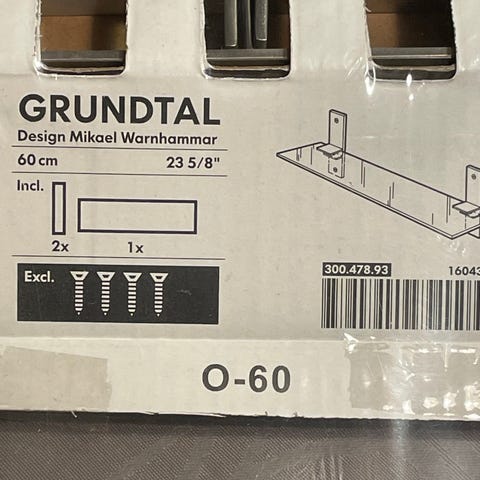 GRUNDTAL
Design Mikael Warnhammar
60 cm 23 5/8"
Incl.
2x 1x
Excl.
300.478.93 16043
O-60